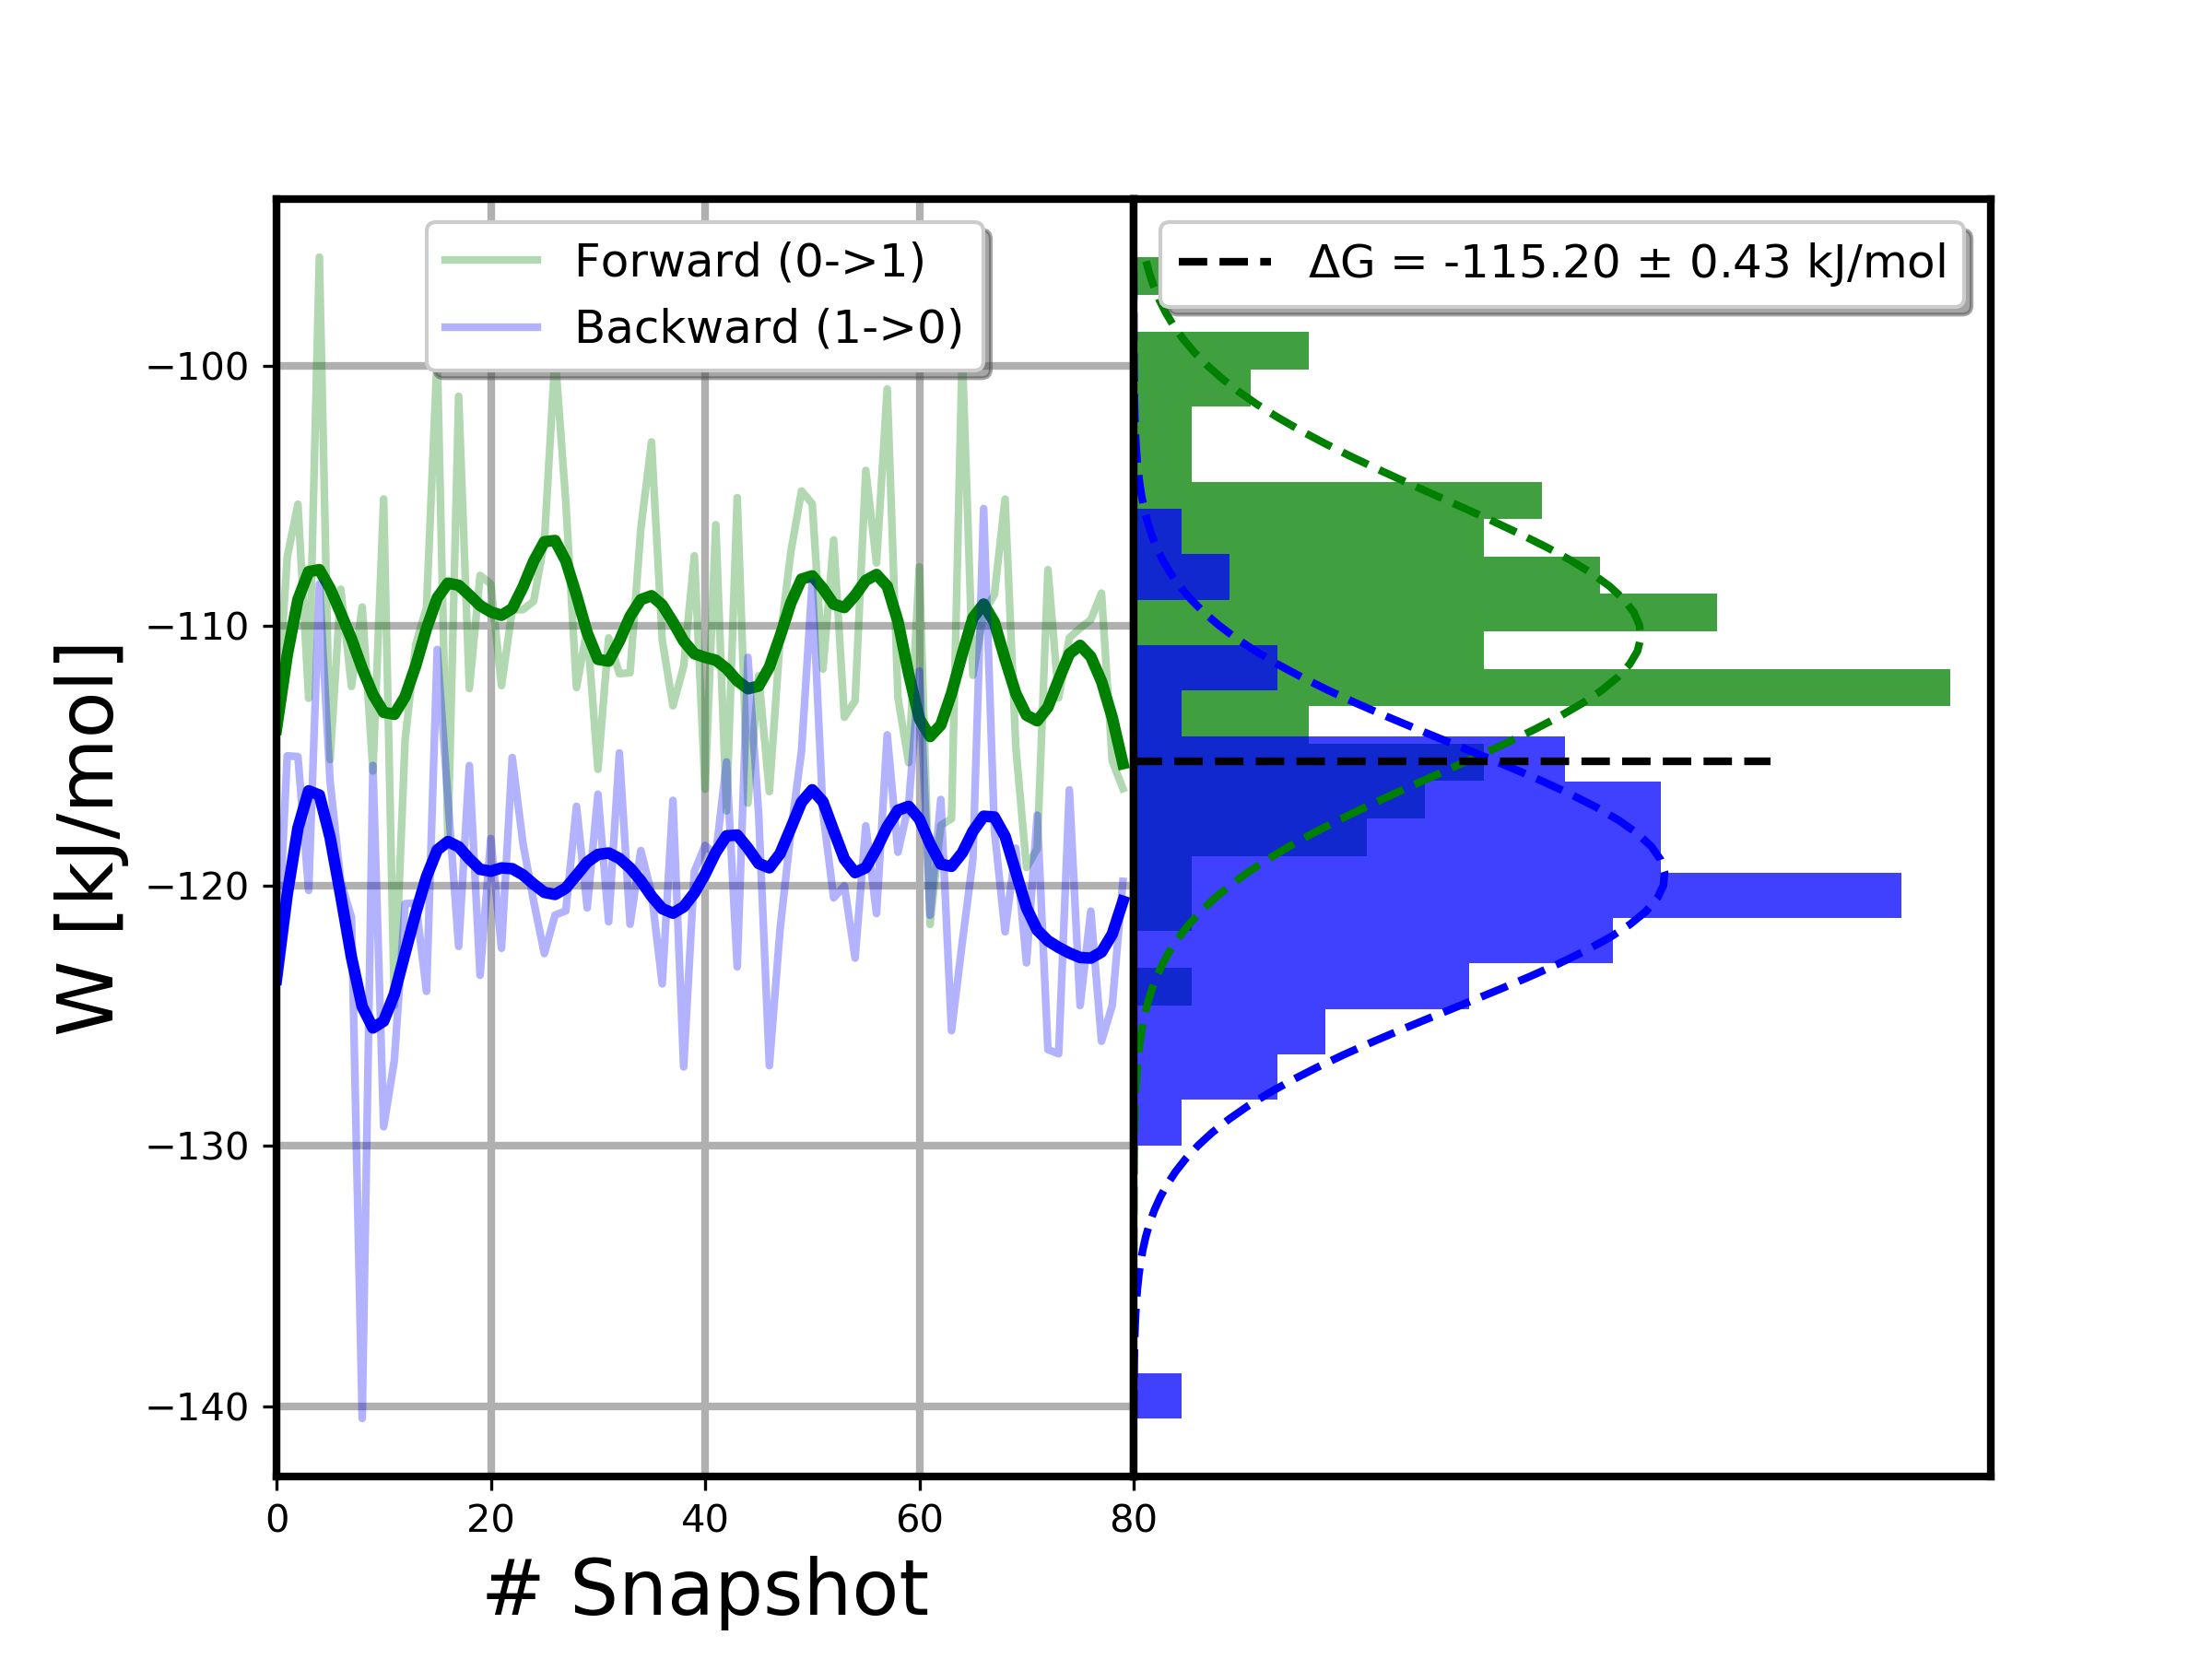 Forward (0->1)
Backward (1->0)
ΔG = -115.20 ± 0.43 kJ/mol
W [kJ/mol]
−100
−110
−120
−130
−140
0 20 40 60 80
# Snapshot